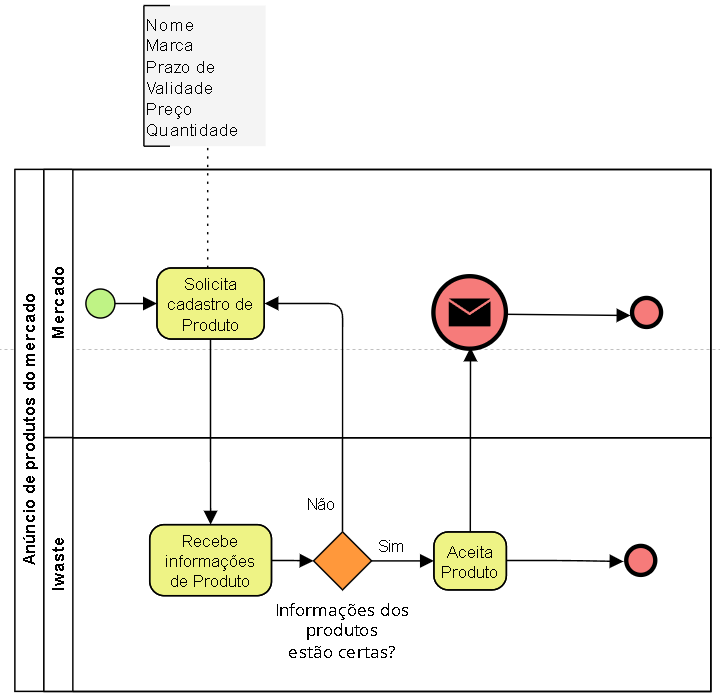 Nome
Marca
Prazo de
Validade
Preço
Quantidade
Anúncio de produtos do mercado
Mercado
Solicita
cadastro de
Produto
Iwaste
Não
Recebe
informações
de Produto
Sim
Aceita
Produto
Informações dos
produtos
estão certas?